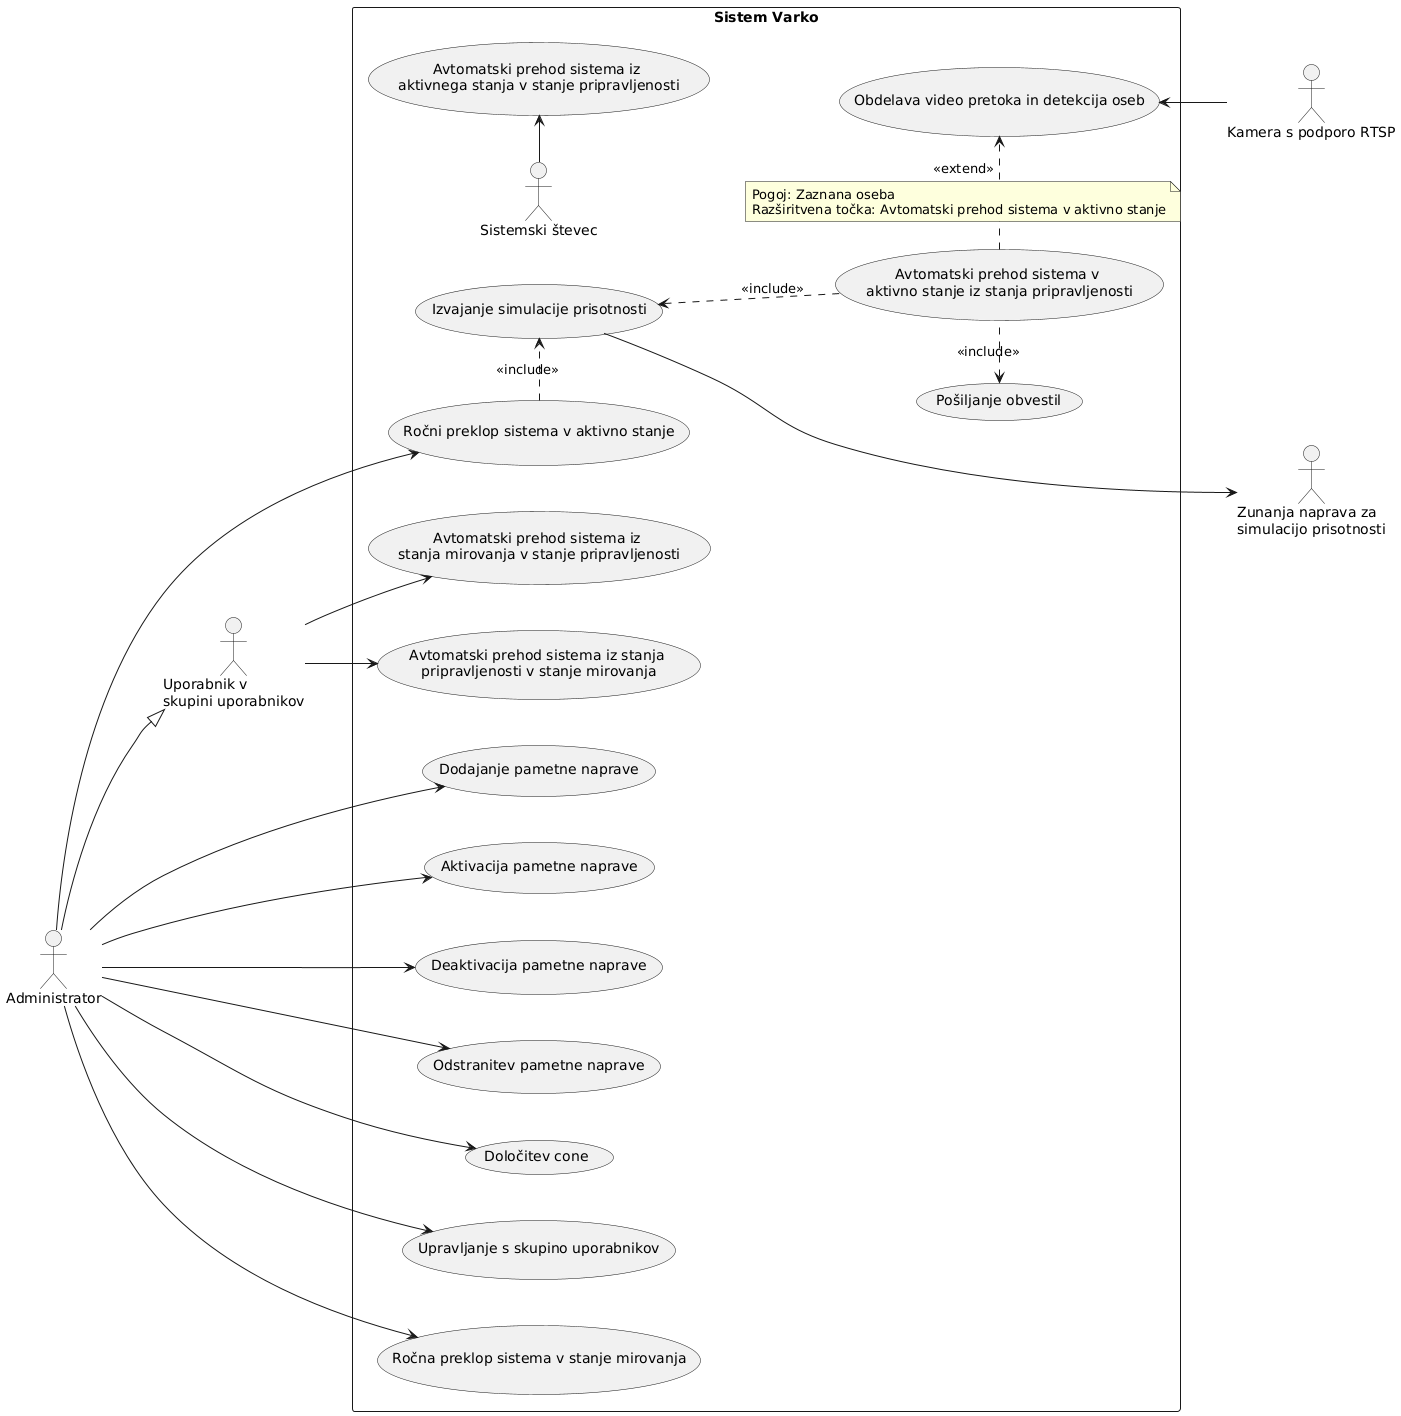 Sistem Varko
Avtomatski prehod sistema iz
aktivnega stanja v stanje pripravljenosti
Obdelava video pretoka in detekcija oseb
Kamera s podporo RTSP
«extend»
Pogoj: Zaznana oseba
Razširitvena točka: Avtomatski prehod sistema v aktivno stanje
Sistemski števec
Avtomatski prehod sistema v
aktivno stanje iz stanja pripravljenosti
«include»
Izvajanje simulacije prisotnosti
«include»
«include»
Pošiljanje obvestil
Ročni preklop sistema v aktivno stanje
Zunanja naprava za
simulacijo prisotnosti
Avtomatski prehod sistema iz
stanja mirovanja v stanje pripravljenosti
Avtomatski prehod sistema iz stanja
pripravljenosti v stanje mirovanja
Uporabnik v
skupini uporabnikov
Dodajanje pametne naprave
Aktivacija pametne naprave
Deaktivacija pametne naprave
Administrator
Odstranitev pametne naprave
Določitev cone
Upravljanje s skupino uporabnikov
Ročna preklop sistema v stanje mirovanja